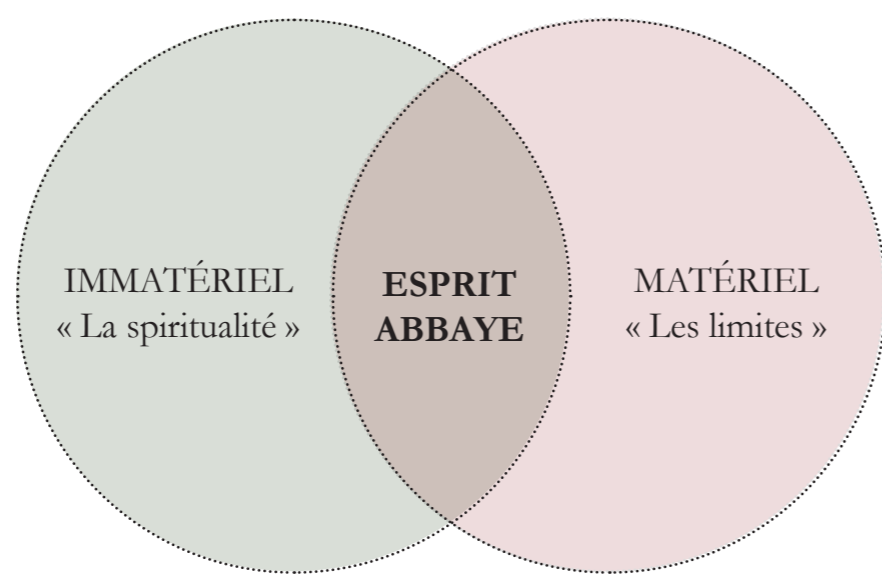 IMMATÉRIEL
« La spiritualité »
ESPRIT
ABBAYE
MATÉRIEL
« Les limites »